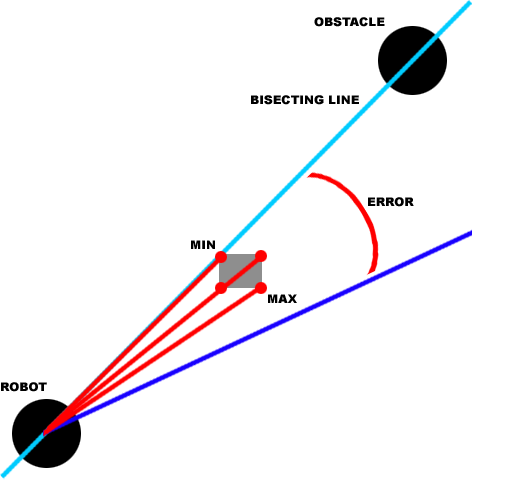 OBSTACLE
BISECTING LINE
ERROR
MIN
MAX
ROBOT